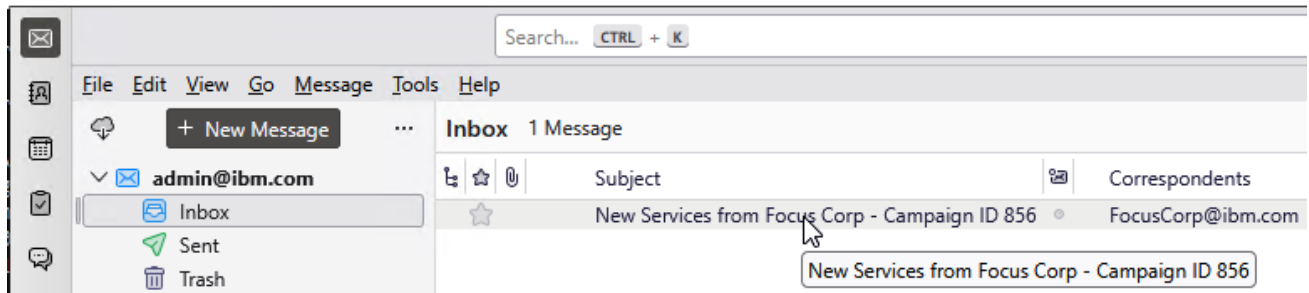 Search... CTRL + K
File Edit View Go Message Tools Help
+ New Message ... Inbox 1 Message
admin@ibm.com Subject Correspondents
Inbox New Services from Focus Corp - Campaign ID 856 FocusCorp@ibm.com
Sent
New Services from Focus Corp - Campaign ID 856
Trash